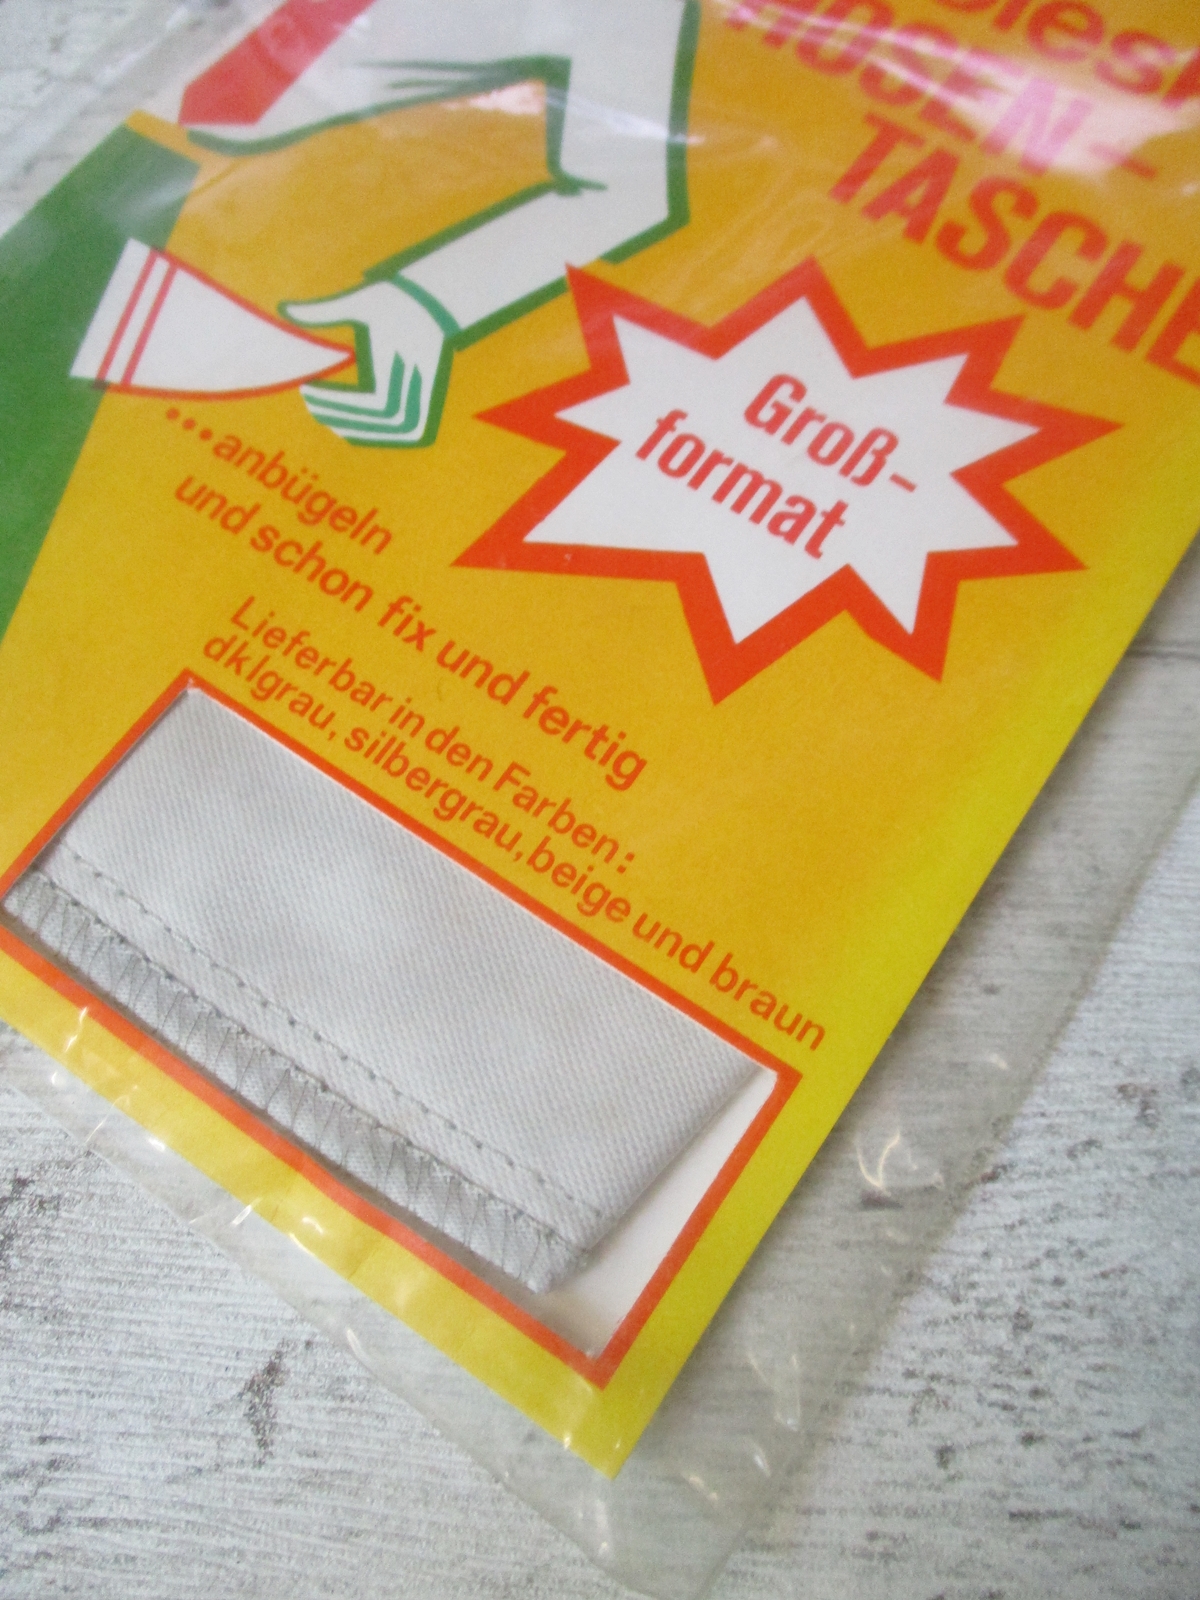 HOSEN-
TASCHE
Groß-
format
...anbügeln
und schon fix und fertig
Lieferbar in den Farben:
dklgrau, silbergrau, beige und braun